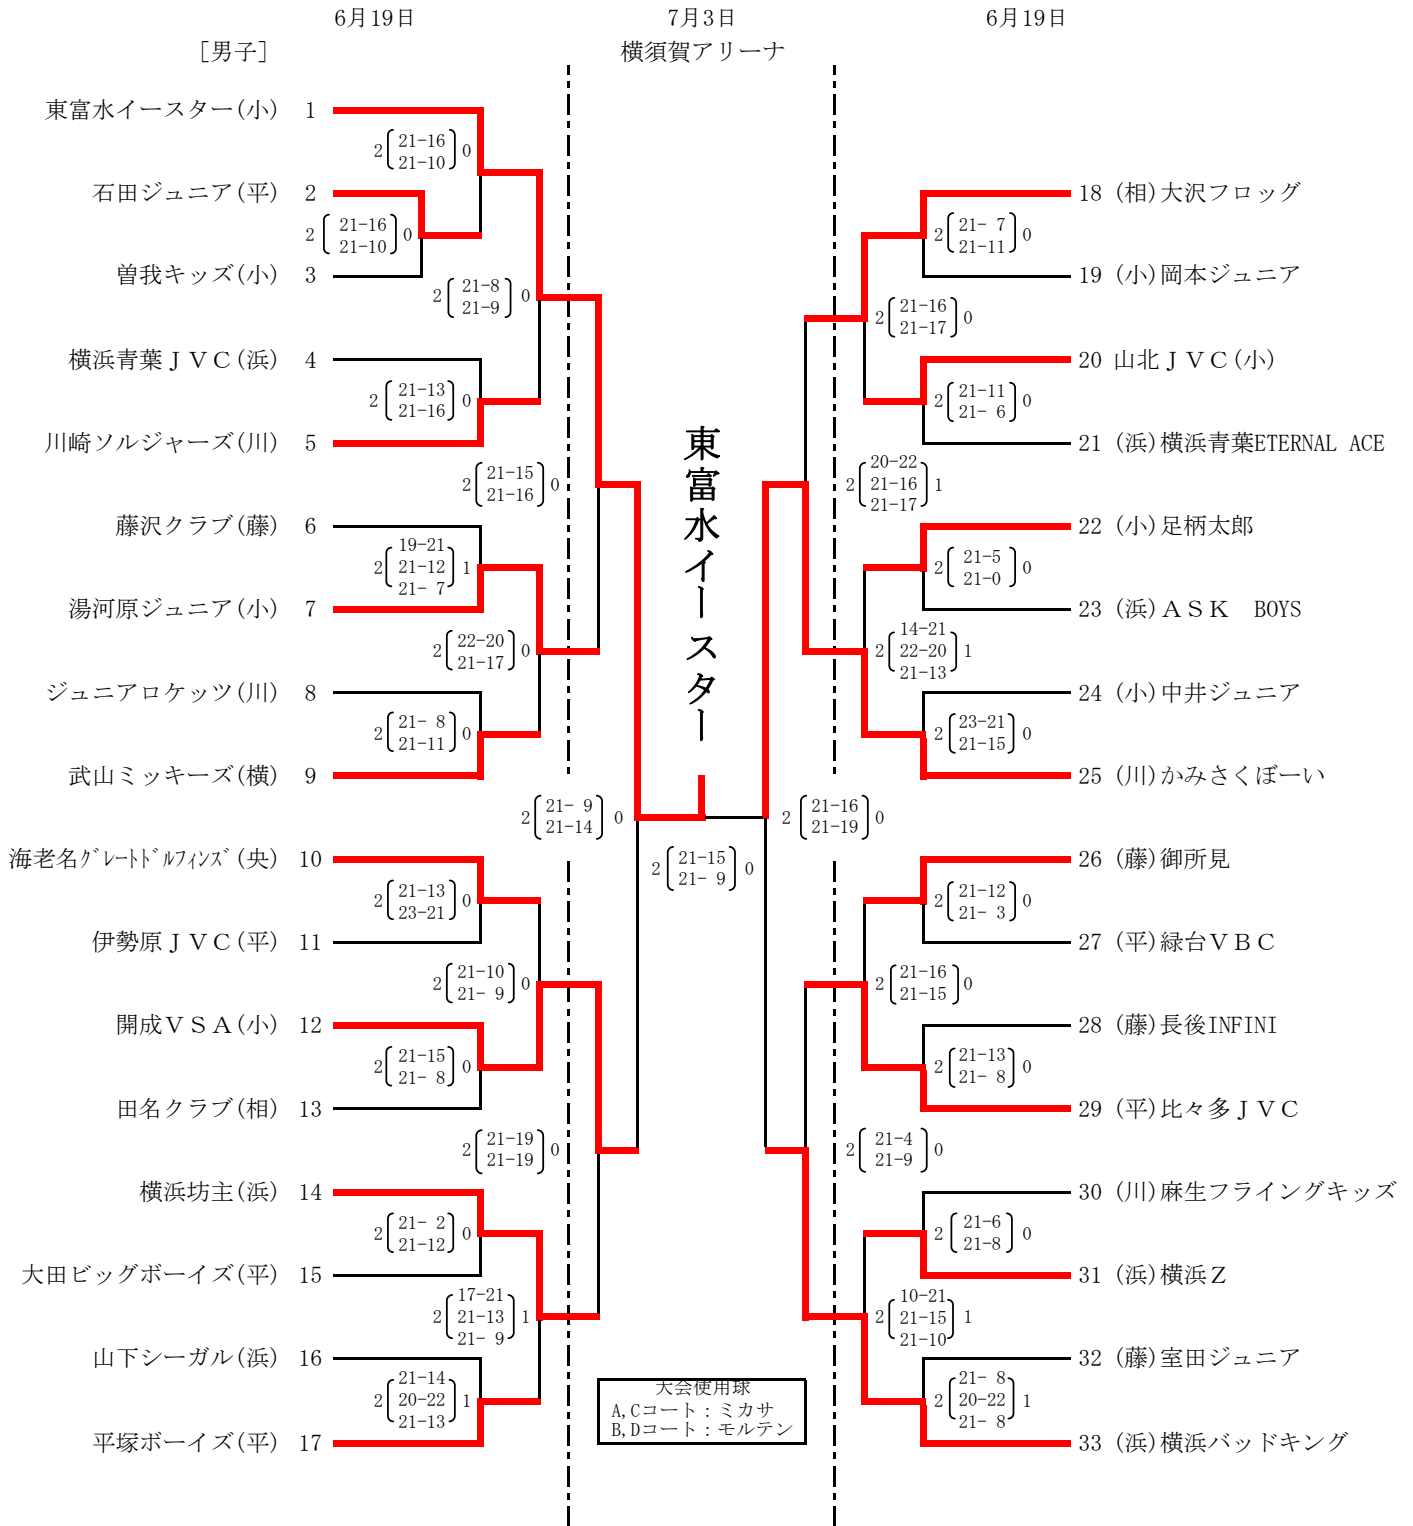 6月19日
7月3日
6月19日
［男子］
横須賀アリーナ
東富水イースター(小) 1
2 21-16 0
21-10
石田ジュニア(平) 2
2 21-16 0
21-10
曽我キッズ(小) 3
2 21-8 0
21-9
横浜青葉ＪＶＣ(浜) 4
2 21-13 0
21-16
川崎ソルジャーズ(川) 5
2 21-15 0
21-16
藤沢クラブ(藤) 6
19-21
2 21-12 1
21- 7
湯河原ジュニア(小) 7
2 22-20 0
21-17
ジュニアロケッツ(川) 8
2 21- 8 0
21-11
武山ミッキーズ(横) 9
2 21- 9 0
21-14
海老名ｸﾞﾚｰﾄﾄﾞﾙﾌｨﾝｽﾞ(央) 10
2 21-13 0
23-21
伊勢原ＪＶＣ(平) 11
2 21-10 0
21- 9
開成ＶＳＡ(小) 12
2 21-15 0
21- 8
田名クラブ(相) 13
2 21-19 0
21-19
横浜坊主(浜) 14
2 21- 2 0
21-12
大田ビッグボーイズ(平) 15
17-21
2 21-13 1
21- 9
山下シーガル(浜) 16
21-14
2 20-22 1
21-13
平塚ボーイズ(平) 17
東富水イースター
2 21-15 0
21- 9
大会使用球
A,Cコート：ミカサ
B,Dコート：モルテン
18 (相)大沢フロッグ
2 21- 7 0
21-11
19 (小)岡本ジュニア
2 21-16 0
21-17
20 山北ＪＶＣ(小)
2 21-11 0
21- 6
21 (浜)横浜青葉ETERNAL ACE
20-22
2 21-16 1
21-17
22 (小)足柄太郎
2 21-5 0
21-0
23 (浜)ＡＳＫ　BOYS
14-21
2 22-20 1
21-13
24 (小)中井ジュニア
2 23-21 0
21-15
25 (川)かみさくぼーい
2 21-16 0
21-19
26 (藤)御所見
2 21-12 0
21- 3
27 (平)緑台ＶＢＣ
2 21-16 0
21-15
28 (藤)長後INFINI
2 21-13 0
21- 8
29 (平)比々多ＪＶＣ
2 21-4 0
21-9
30 (川)麻生フライングキッズ
2 21-6 0
21-8
31 (浜)横浜Ｚ
10-21
2 21-15 1
21-10
32 (藤)室田ジュニア
21- 8
2 20-22 1
21- 8
33 (浜)横浜バッドキング